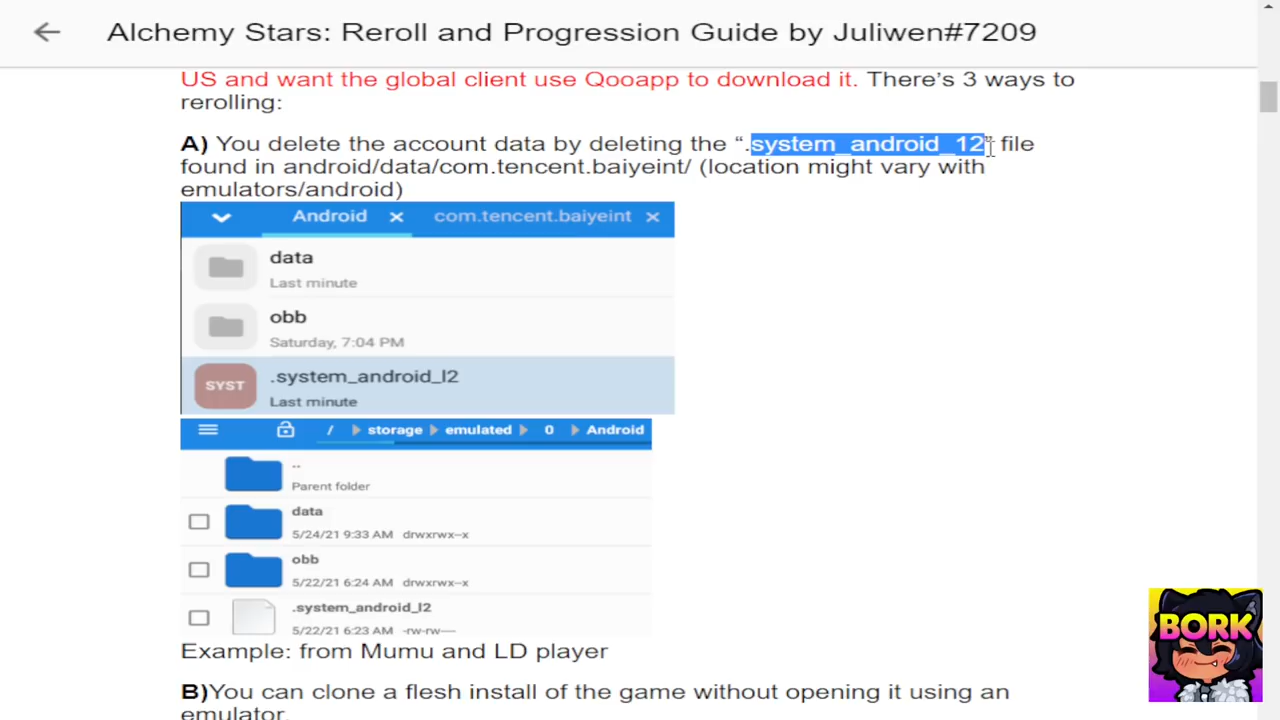 Alchemy Stars: Reroll and Progression Guide by Juliwen#7209
US and want the global client use Qooapp to download it. There's 3 ways to
rerolling:
A) You delete the account data by deleting the “.system_android_12” file
found in android/data/com.tencent.baiyeint/ (location might vary with
emulators/android)
Android com.tencent.baiyeint
data
Last minute
obb
Saturday, 7:04 PM
SYST .system_android_l2
Last minute
/ storage emulated 0 Android
..
Parent folder
data
5/24/21 9:33 AM drwxrwx--x
obb
5/22/21 6:24 AM drwxrwx--x
.system_android_l2
5/22/21 6:23 AM -rw-rw----
Example: from Mumu and LD player
B)You can clone a flesh install of the game without opening it using an
emulator.
BORK